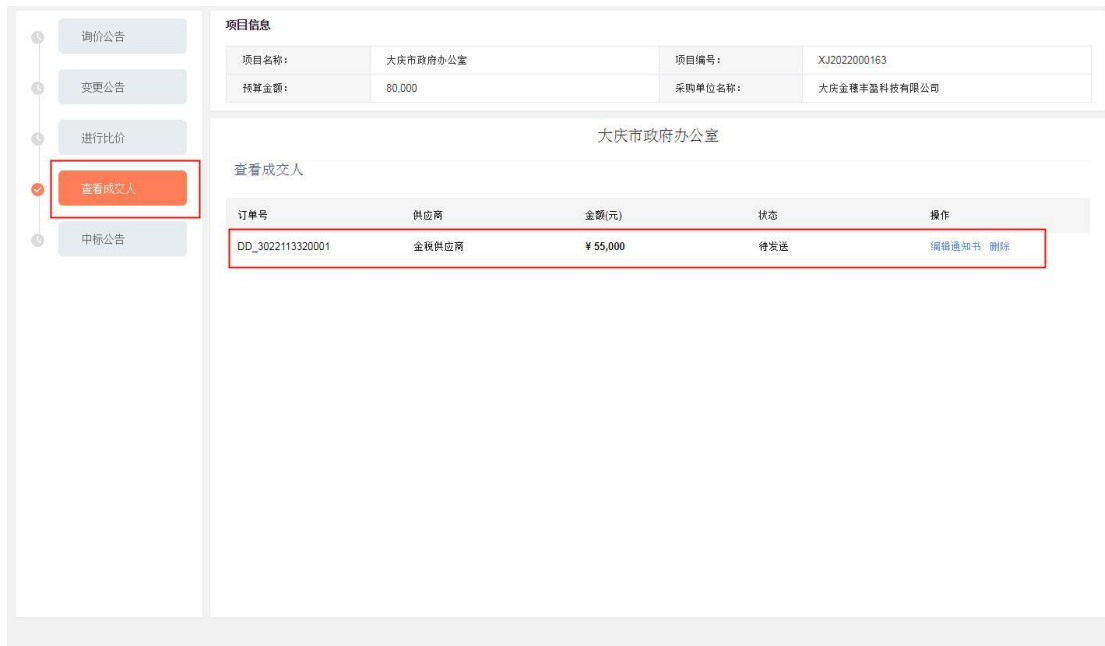 询价公告
变更公告
进行比价
查看成交人
中标公告
项目信息
项目名称： 大庆市政府办公室 项目编号： XJ2022000163
预算金额： 80,000 采购单位名称： 大庆金穗丰盈科技有限公司
大庆市政府办公室
查看成交人
订单号 供应商 金额(元) 状态 操作
DD_3022113320001 金税供应商 ¥ 55,000 待发送 编辑通知书 删除